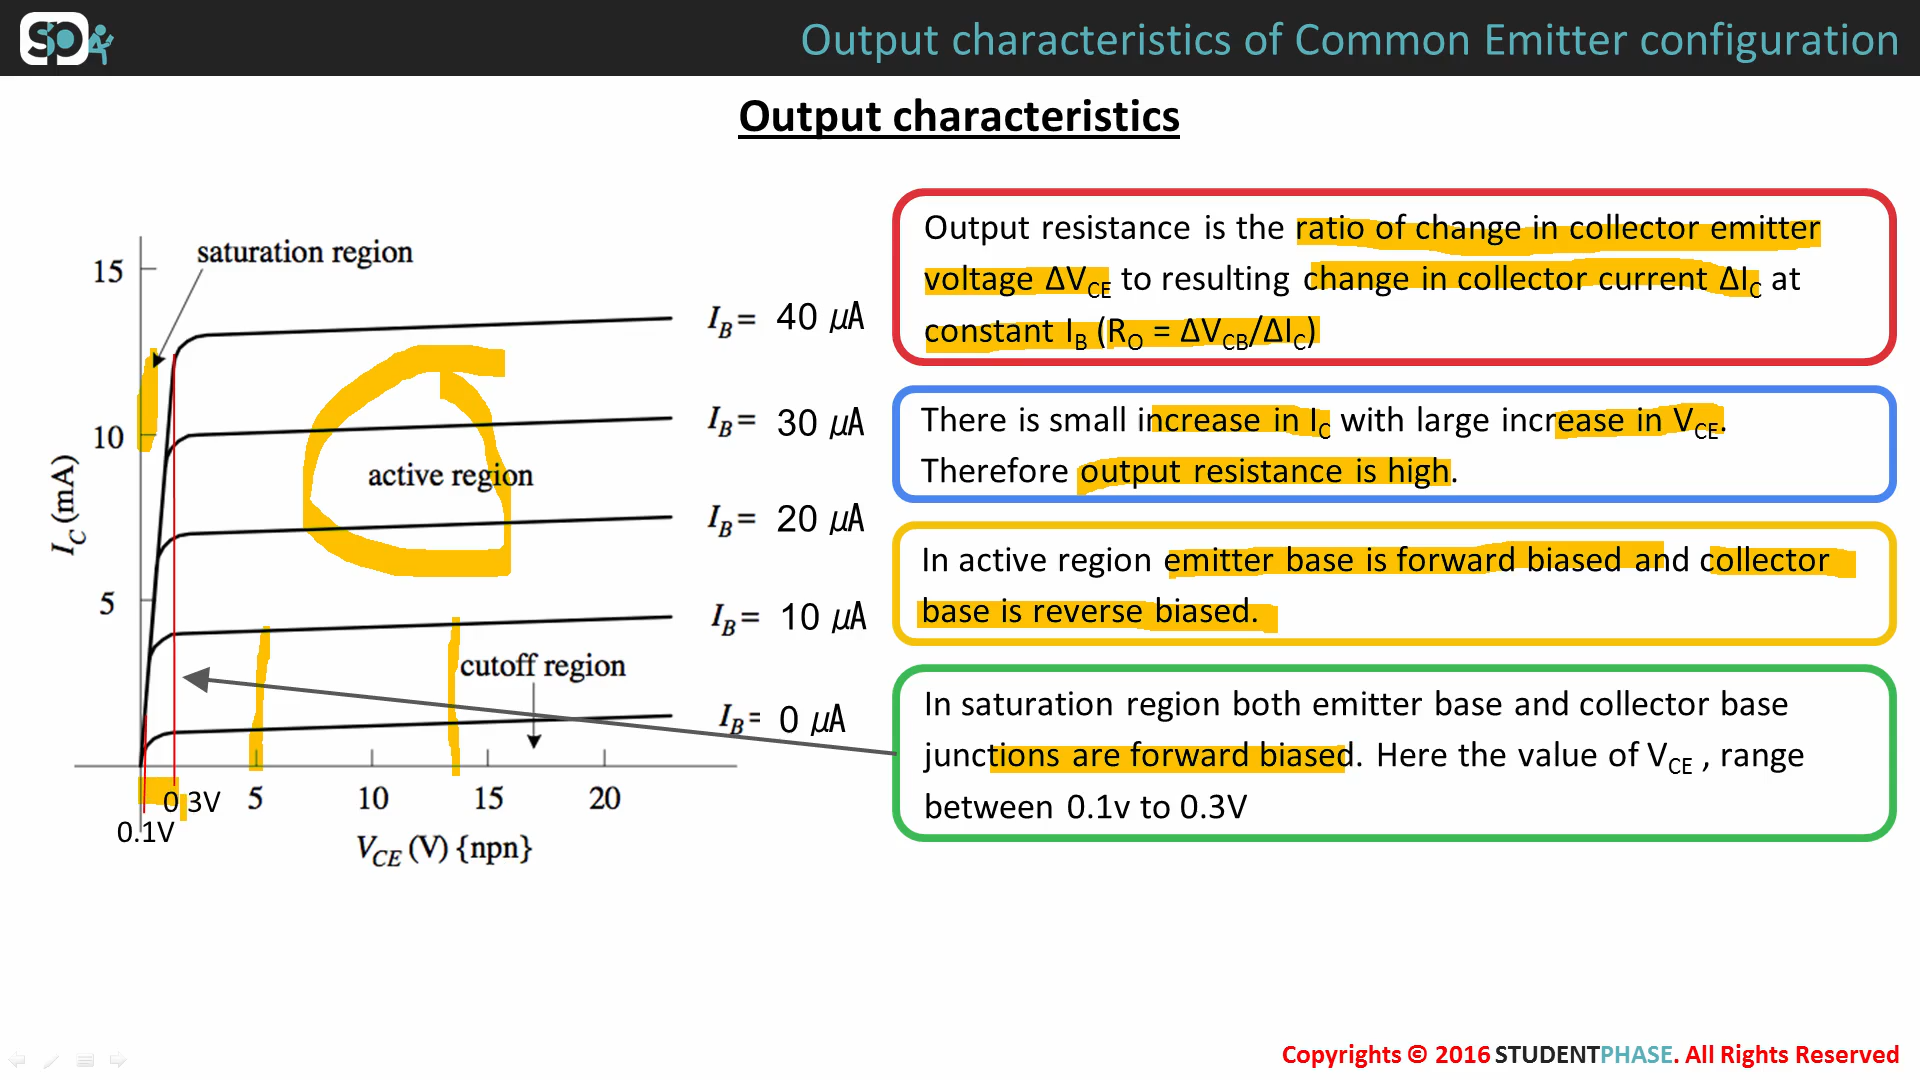 Output characteristics of Common Emitter configuration
Output characteristics
Output resistance is the ratio of change in collector emitter
voltage ΔV_CE to resulting change in collector current ΔI_C at
constant I_B (R_O = ΔV_CB/ΔI_C)
There is small increase in I_C with large increase in V_CE.
Therefore output resistance is high.
In active region emitter base is forward biased and collector
base is reverse biased.
In saturation region both emitter base and collector base
junctions are forward biased. Here the value of V_CE , range
between 0.1v to 0.3V
saturation region
15
I_B = 40 μA
10
I_B = 30 μA
active region
I_C (mA)
I_B = 20 μA
5
I_B = 10 μA
cutoff region
I_B = 0 μA
0.3V 5 10 15 20
0.1V
V_CE (V) {npn}
Copyrights © 2016 STUDENTPHASE. All Rights Reserved